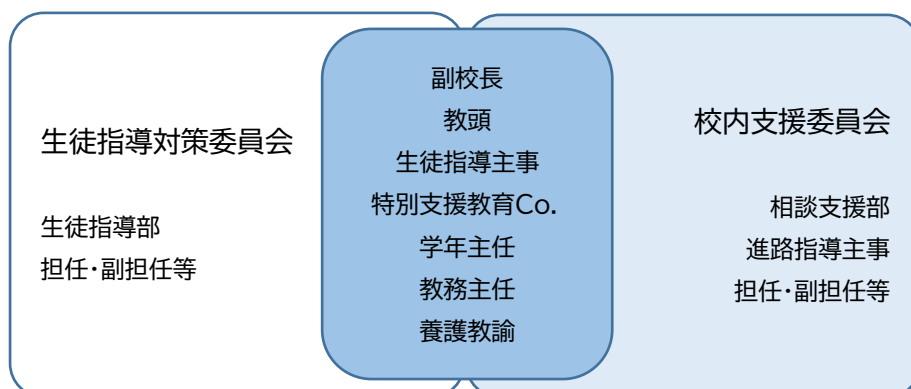 生徒指導対策委員会
生徒指導部
担任・副担任等
副校長
教頭
生徒指導主事
特別支援教育Co.
学年主任
教務主任
養護教諭
校内支援委員会
相談支援部
進路指導主事
担任・副担任等